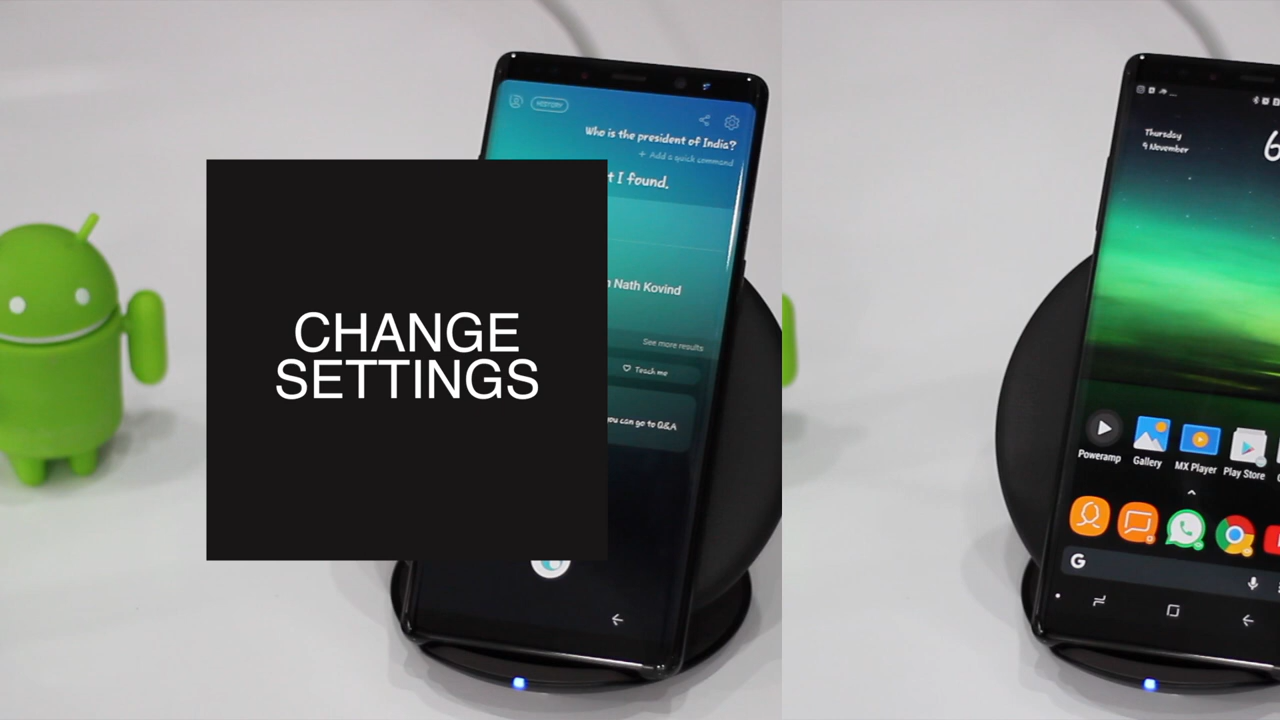 HISTORY
Who is the president of India?
+ Add a quick command
t I found.
Nath Kovind
See more results
Teach me
you can go to Q&A
CHANGE
SETTINGS
Thursday
9 November
6
Poweramp
Gallery
MX Player
Play Store
G